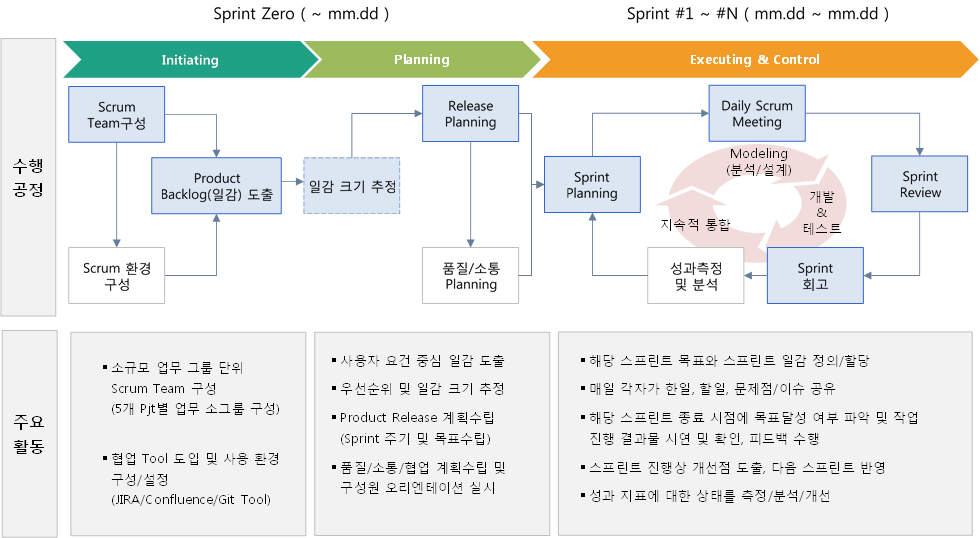 Sprint Zero ( ~ mm.dd )
Sprint #1 ~ #N ( mm.dd ~ mm.dd )
Initiating
Planning
Executing & Control
수행
공정
Scrum
Team구성
Product
Backlog(일감) 도출
Scrum 환경
구성
일감 크기 추정
Release
Planning
품질/소통
Planning
Sprint
Planning
Daily Scrum
Meeting
Modeling
(분석/설계)
개발
&
테스트
지속적 통합
Sprint
Review
성과측정
및 분석
Sprint
회고
주요
활동
▪ 소규모 업무 그룹 단위
Scrum Team 구성
(5개 Pjt별 업무 소그룹 구성)
▪ 협업 Tool 도입 및 사용 환경
구성/설정
(JIRA/Confluence/Git Tool)
▪ 사용자 요건 중심 일감 도출
▪ 우선순위 및 일감 크기 추정
▪ Product Release 계획수립
(Sprint 주기 및 목표수립)
▪ 품질/소통/협업 계획수립 및
구성원 오리엔테이션 실시
▪ 해당 스프린트 목표와 스프린트 일감 정의/할당
▪ 매일 각자가 한일, 할일, 문제점/이슈 공유
▪ 해당 스프린트 종료 시점에 목표달성 여부 파악 및 작업
진행 결과물 시연 및 확인, 피드백 수행
▪ 스프린트 진행상 개선점 도출, 다음 스프린트 반영
▪ 성과 지표에 대한 상태를 측정/분석/개선